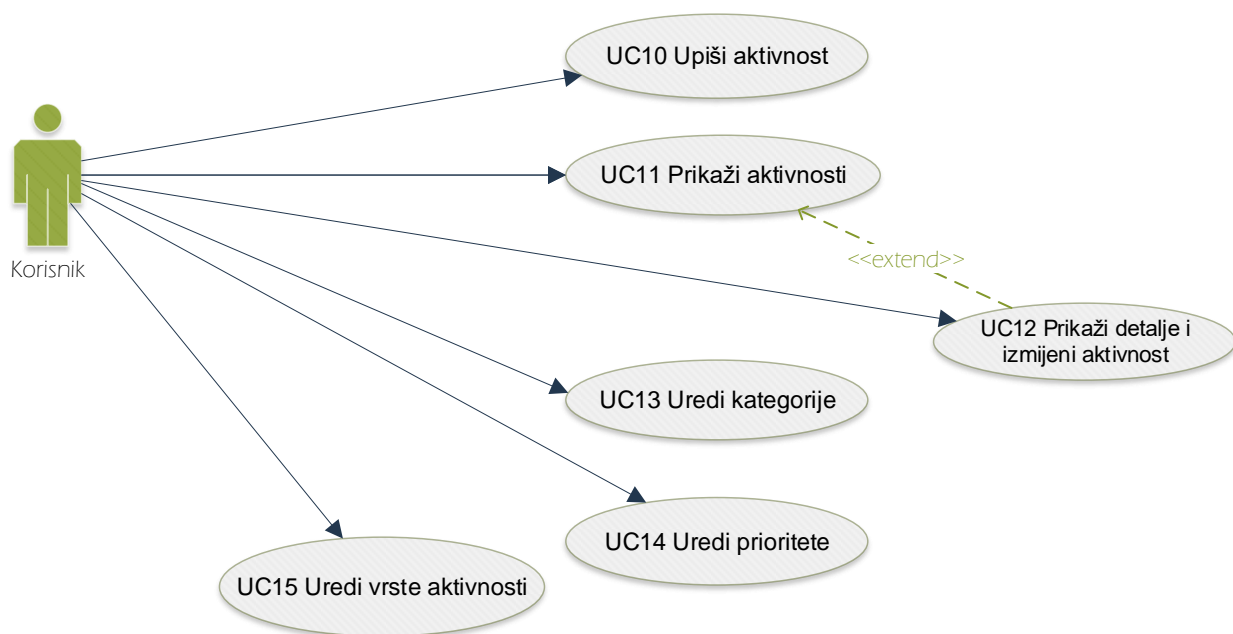 UC10 Upiši aktivnost
UC11 Prikaži aktivnosti
Korisnik
<<extend>>
UC12 Prikaži detalje i
izmijeni aktivnost
UC13 Uredi kategorije
UC14 Uredi prioritete
UC15 Uredi vrste aktivnosti